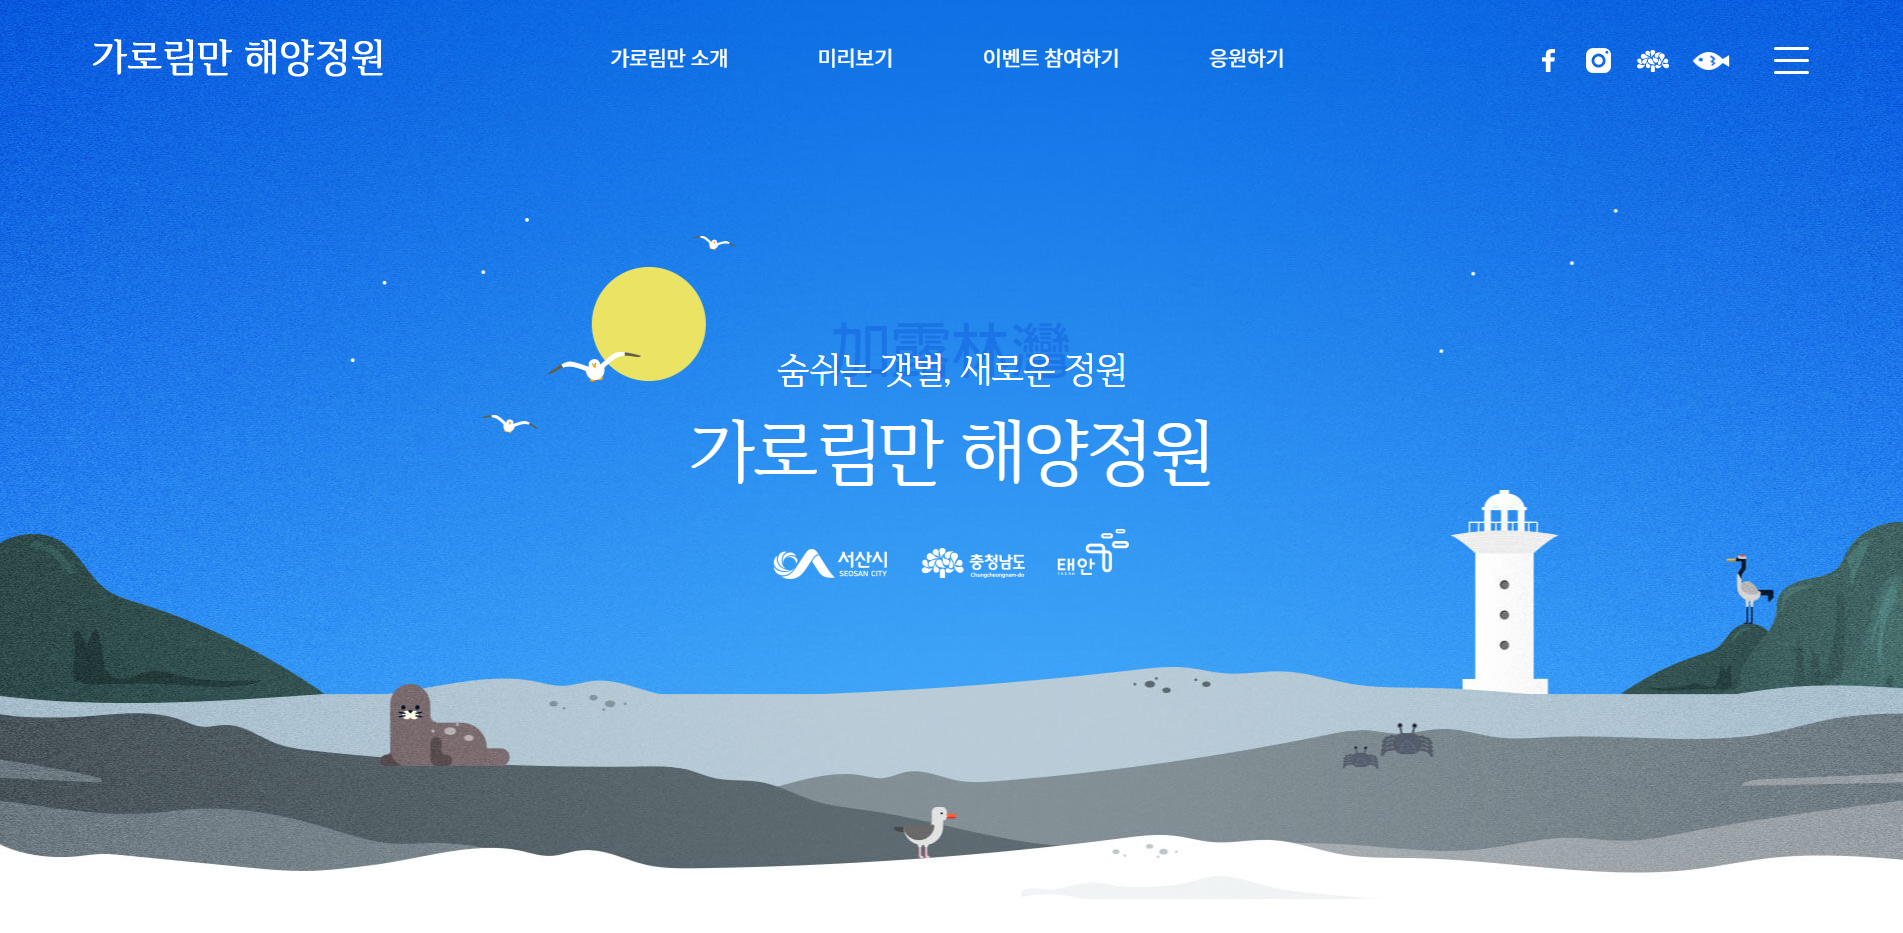 가로림만 해양정원
가로림만 소개
미리보기
이벤트 참여하기
응원하기
加露林灣
숨쉬는 갯벌, 새로운 정원
가로림만 해양정원
서산시
SEOSAN CITY
충청남도
Chungcheongnam-do
태안